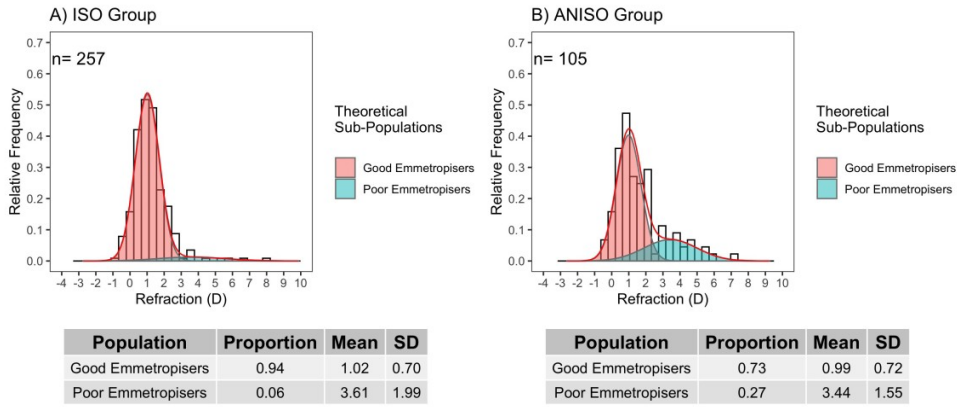 A) ISO Group
n= 257
0.7
0.6
0.5
0.4
0.3
0.2
0.1
0.0
Relative Frequency
-4 -3 -2 -1 0 1 2 3 4 5 6 7 8 9 10
Refraction (D)
Theoretical
Sub-Populations
Good Emmetropisers
Poor Emmetropisers
B) ANISO Group
n= 105
0.7
0.6
0.5
0.4
0.3
0.2
0.1
0.0
Relative Frequency
-4 -3 -2 -1 0 1 2 3 4 5 6 7 8 9 10
Refraction (D)
Theoretical
Sub-Populations
Good Emmetropisers
Poor Emmetropisers
Population Proportion Mean SD
Good Emmetropisers 0.94 1.02 0.70
Poor Emmetropisers 0.06 3.61 1.99
Population Proportion Mean SD
Good Emmetropisers 0.73 0.99 0.72
Poor Emmetropisers 0.27 3.44 1.55